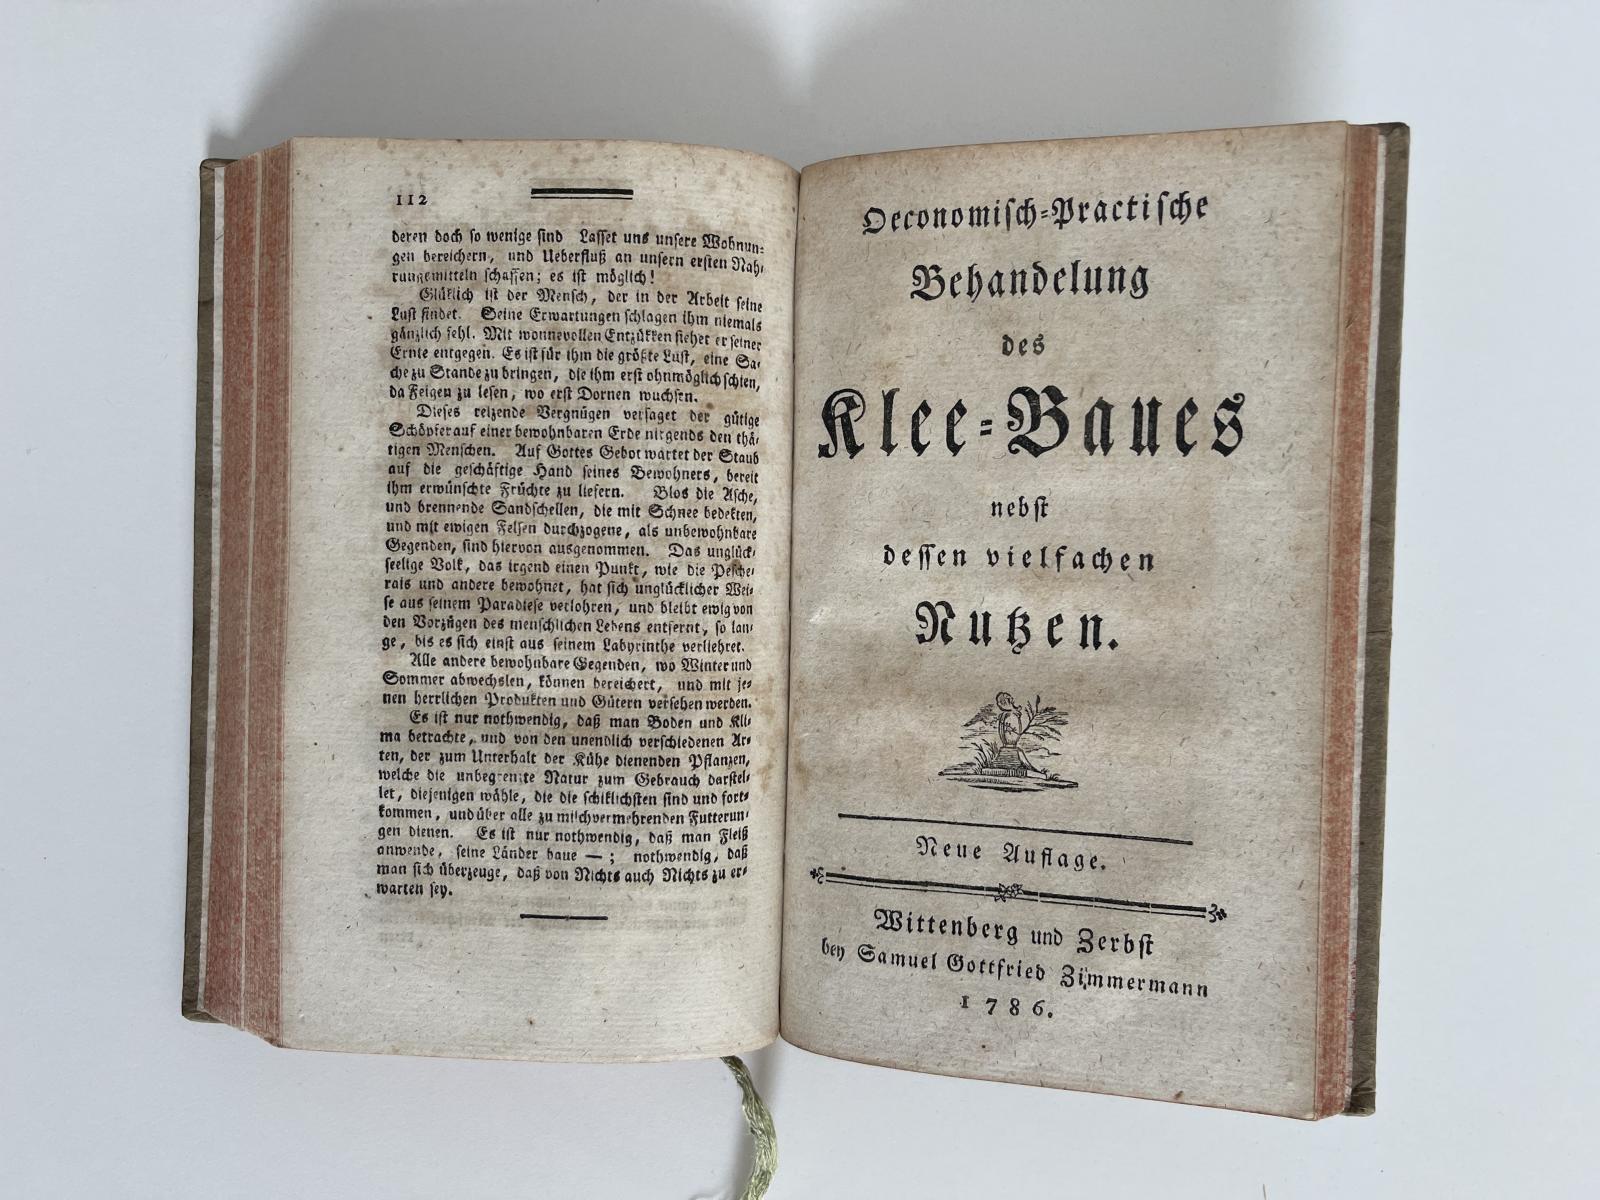 112
deren doch so wenige sind Lasset uns unsere Wohnun-
gen bereichern, und Ueberfluß an unsern ersten Nah-
rungsmitteln schaffen; es ist möglich!
Glüklich ist der Mensch, der in der Arbeit seine
Lust findet. Seine Erwartungen schlagen ihm niemals
gänzlich fehl. Mit wonnevollen Entzükken siehet er seiner
Ernte entgegen. Es ist für ihm die größte Lust, eine Sa-
che zu Stande zu bringen, die ihm erst ohnmöglich schien,
da Feigen zu lesen, wo erst Dornen wuchsen.
Dieses reizende Vergnügen versaget der gütige
Schöpfer auf einer bewohnbaren Erde nirgends den thä-
tigen Menschen. Auf Gottes Gebot wartet der Staub
auf die geschäftige Hand seines Bewohners, bereit
ihm erwünschte Früchte zu liefern. Blos die Asche,
und brennende Sandschellen, die mit Schnee bedekten,
und mit ewigen Felsen durchzogene, als unbewohnbare
Gegenden, sind hiervon ausgenommen. Das unglück-
seelige Volk, das irgend einen Punkt, wie die Pesche-
rais und andere bewohnet, hat sich unglücklicher Wei-
se aus seinem Paradiese verlohren, und bleibt ewig von
den Vorzügen des menschlichen Lebens entfernt, so lan-
ge, bis es sich einst aus seinem Labyrinthe verliehret.
Alle andere bewohnbare Gegenden, wo Winter und
Sommer abwechslen, können bereichert, und mit je-
nen herrlichen Produkten und Gütern versehen werden.
Es ist nur nothwendig, daß man Boden und Kli-
ma betrachte, und von den unendlich verschiedenen Ar-
ten, der zum Unterhalt der Kühe dienenden Pflanzen,
welche die unbegrenzte Natur zum Gebrauch darstel-
let, diejenigen wähle, die die schiklichsten sind und fort-
kommen, und über alle zu milchvermehrenden Futterun-
gen dienen. Es ist nur nothwendig, daß man Fleiß
anwende, seine Länder baue — ; nothwendig, daß
man sich überzeuge, daß von Nichts auch Nichts zu er-
warten sey.
Oeconomisch-Practische
Behandelung
des
Klee-Baues
nebst
dessen vielfachen
Nutzen.
Neue Auflage.
Wittenberg und Zerbst
bey Samuel Gottfried Zimmermann
1786.